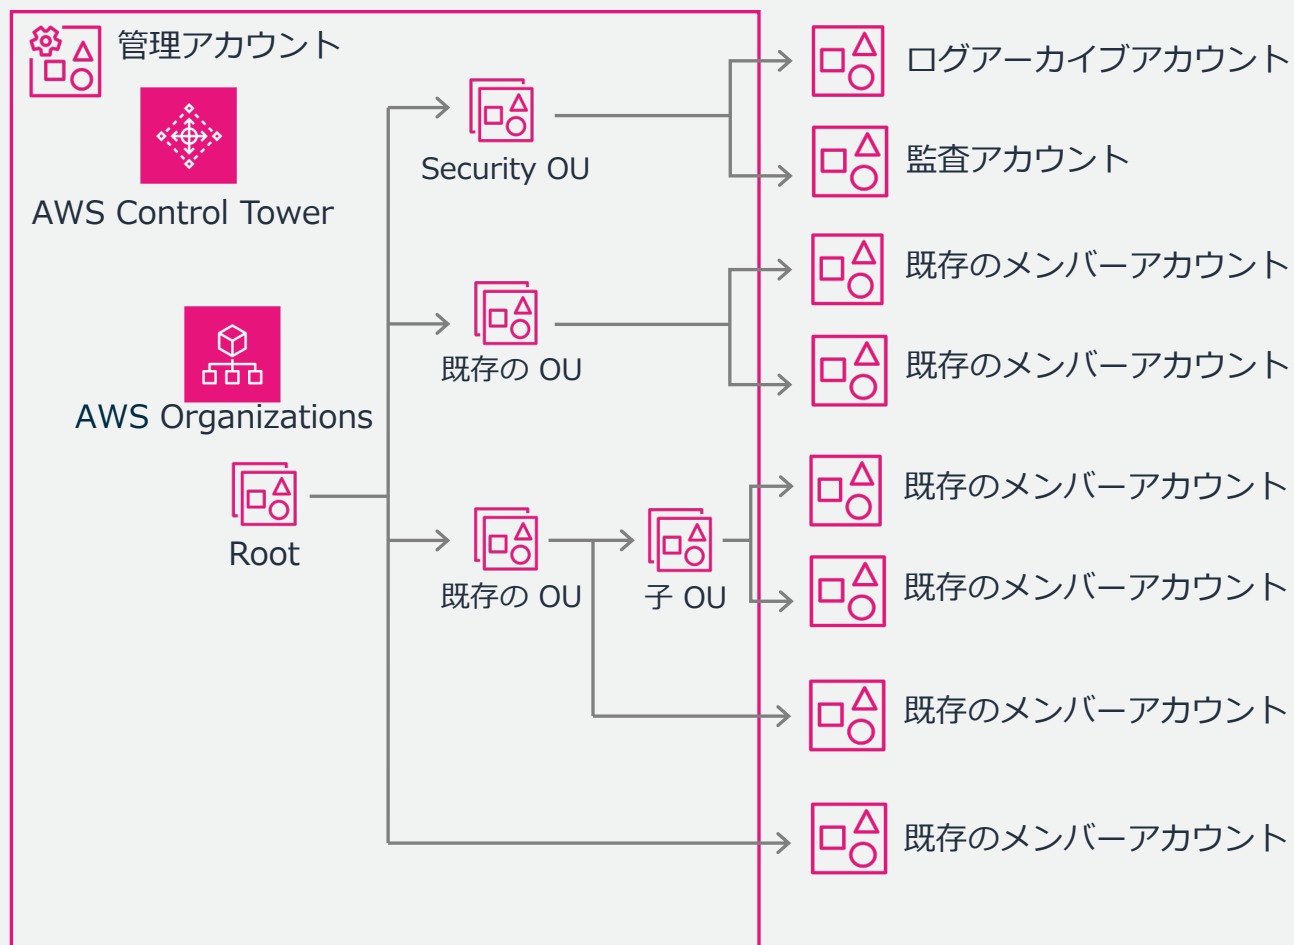 管理アカウント
AWS Control Tower
AWS Organizations
Root
Security OU
既存の OU
既存の OU
子 OU
ログアーカイブアカウント
監査アカウント
既存のメンバーアカウント
既存のメンバーアカウント
既存のメンバーアカウント
既存のメンバーアカウント
既存のメンバーアカウント
既存のメンバーアカウント